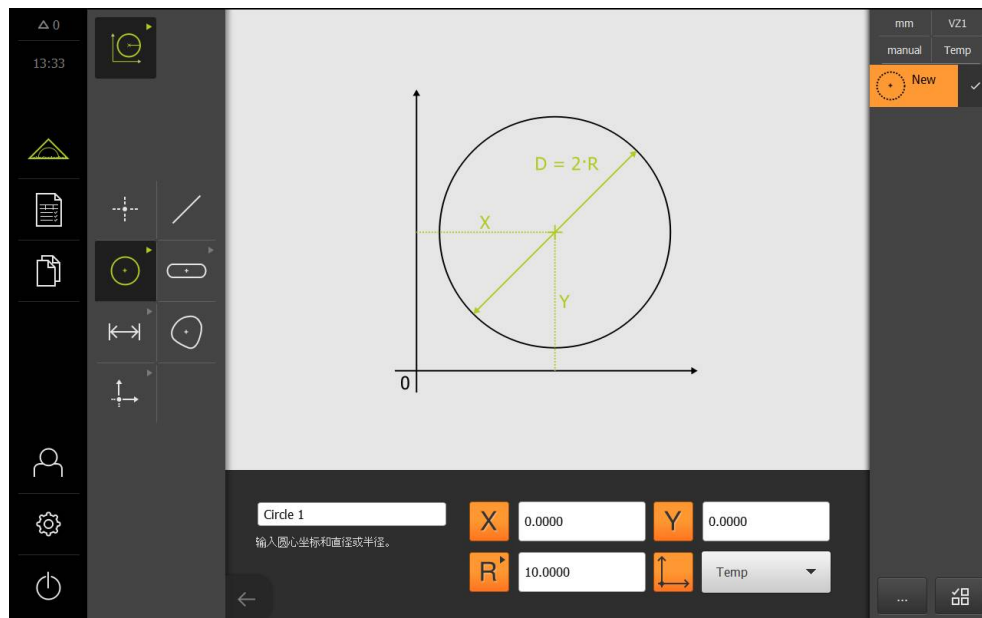 0
13:33
D = 2·R
X
Y
0
Circle 1
输入圆心坐标和直径或半径。
X
0.0000
Y
0.0000
R
10.0000
Temp
mm
VZ1
manual
Temp
New
...